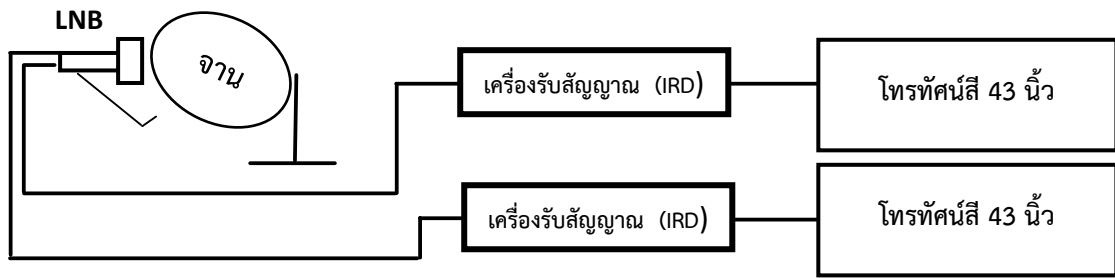 LNB
จาน
เครื่องรับสัญญาณ (IRD)
โทรทัศน์สี 43 นิ้ว
เครื่องรับสัญญาณ (IRD)
โทรทัศน์สี 43 นิ้ว